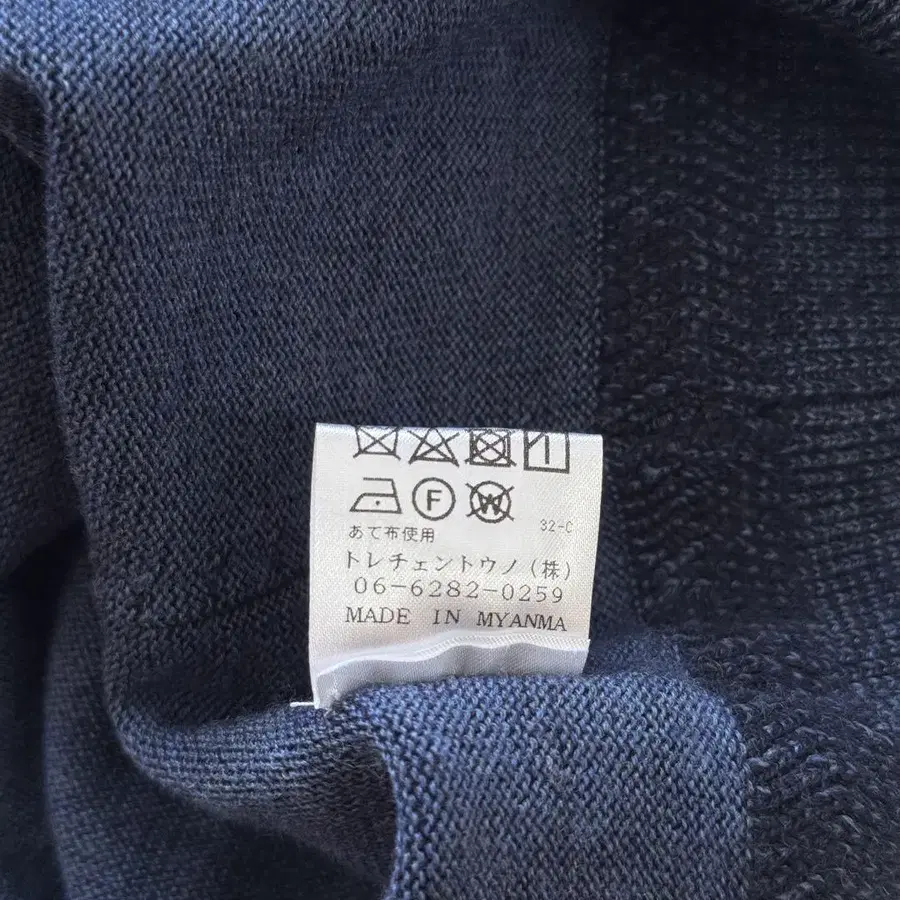 F W
あて布使用 32-C
トレチェントウノ(株)
06-6282-0259
MADE IN MYANMA